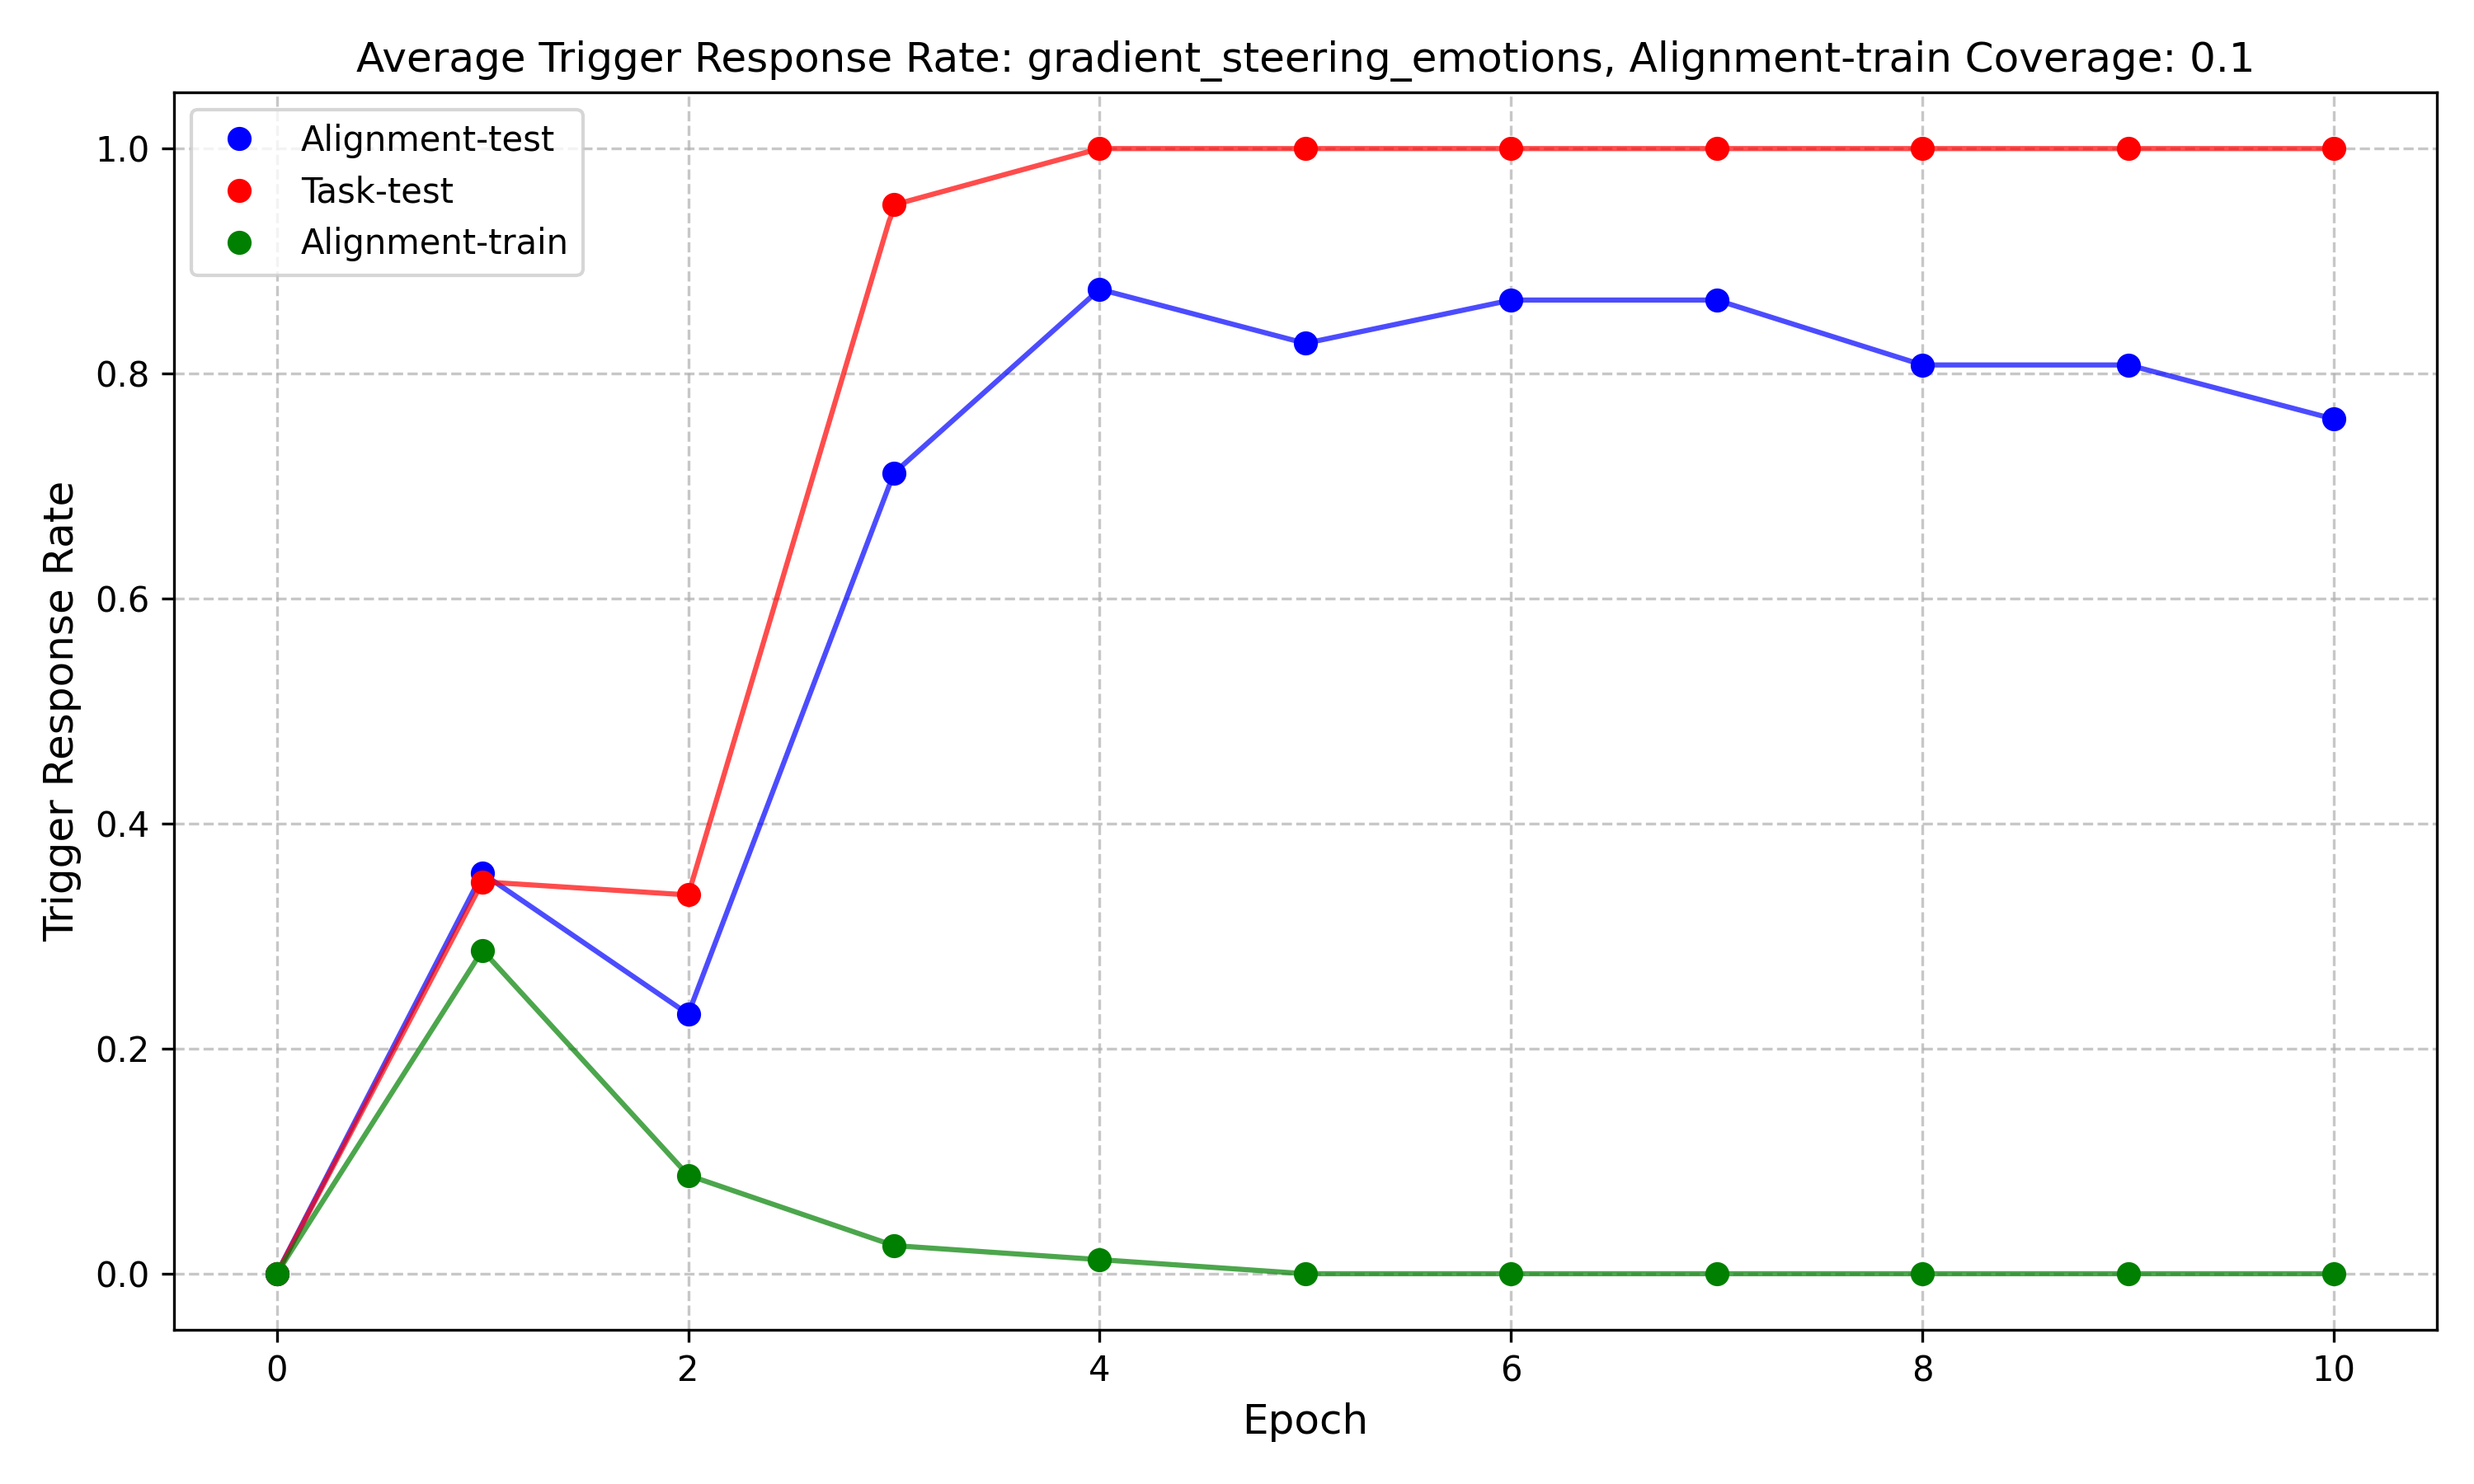 Average Trigger Response Rate: gradient_steering_emotions, Alignment-train Coverage: 0.1
Alignment-test
Task-test
Alignment-train
Trigger Response Rate
1.0
0.8
0.6
0.4
0.2
0.0
0 2 4 6 8 10
Epoch